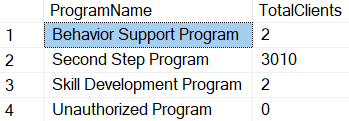 ProgramName TotalClients
1 Behavior Support Program 2
2 Second Step Program 3010
3 Skill Development Program 2
4 Unauthorized Program 0